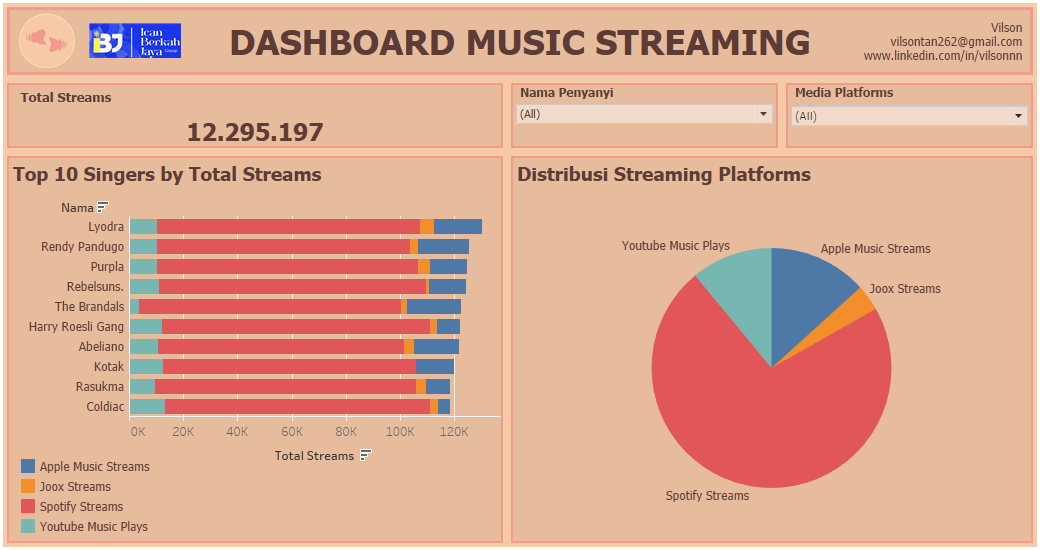 iBJ
Ican
Berkah
Jaya
Group
DASHBOARD MUSIC STREAMING
Vilson
vilsontan262@gmail.com
www.linkedin.com/in/vilsonnn
Total Streams
12.295.197
Nama Penyanyi
(All)
Media Platforms
(All)
Top 10 Singers by Total Streams
Nama
Lyodra
Rendy Pandugo
Purpla
Rebelsuns.
The Brandals
Harry Roesli Gang
Abeliano
Kotak
Rasukma
Coldiac
0K 20K 40K 60K 80K 100K 120K
Total Streams
Apple Music Streams
Joox Streams
Spotify Streams
Youtube Music Plays
Distribusi Streaming Platforms
Youtube Music Plays
Apple Music Streams
Joox Streams
Spotify Streams